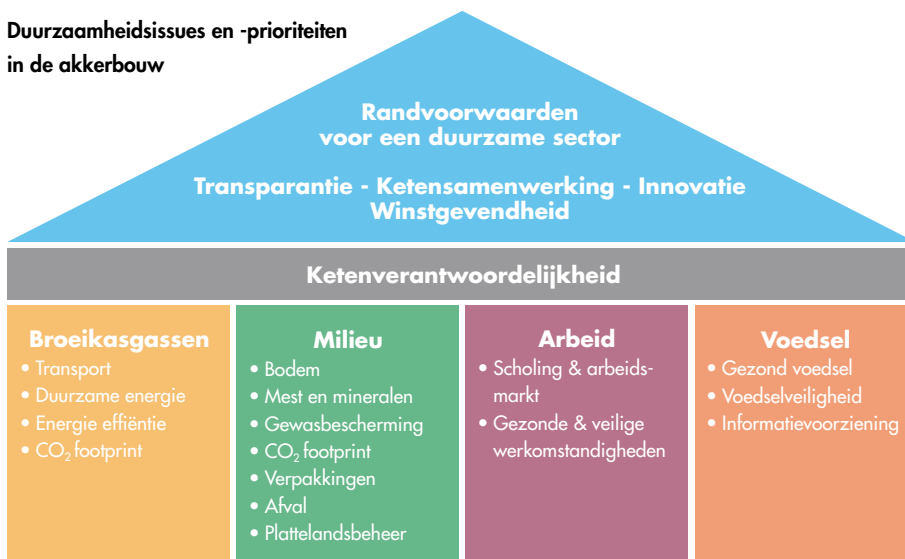 Duurzaamheidsissues en -prioriteiten
in de akkerbouw
Randvoorwaarden
voor een duurzame sector
Transparantie - Ketensamenwerking - Innovatie
Winstgevendheid
Ketenverantwoordelijkheid
Broeikasgassen
• Transport
• Duurzame energie
• Energie effiëntie
• CO₂ footprint
Milieu
• Bodem
• Mest en mineralen
• Gewasbescherming
• CO₂ footprint
• Verpakkingen
• Afval
• Plattelandsbeheer
Arbeid
• Scholing & arbeids-
markt
• Gezonde & veilige
werkomstandigheden
Voedsel
• Gezond voedsel
• Voedselveiligheid
• Informatievoorziening